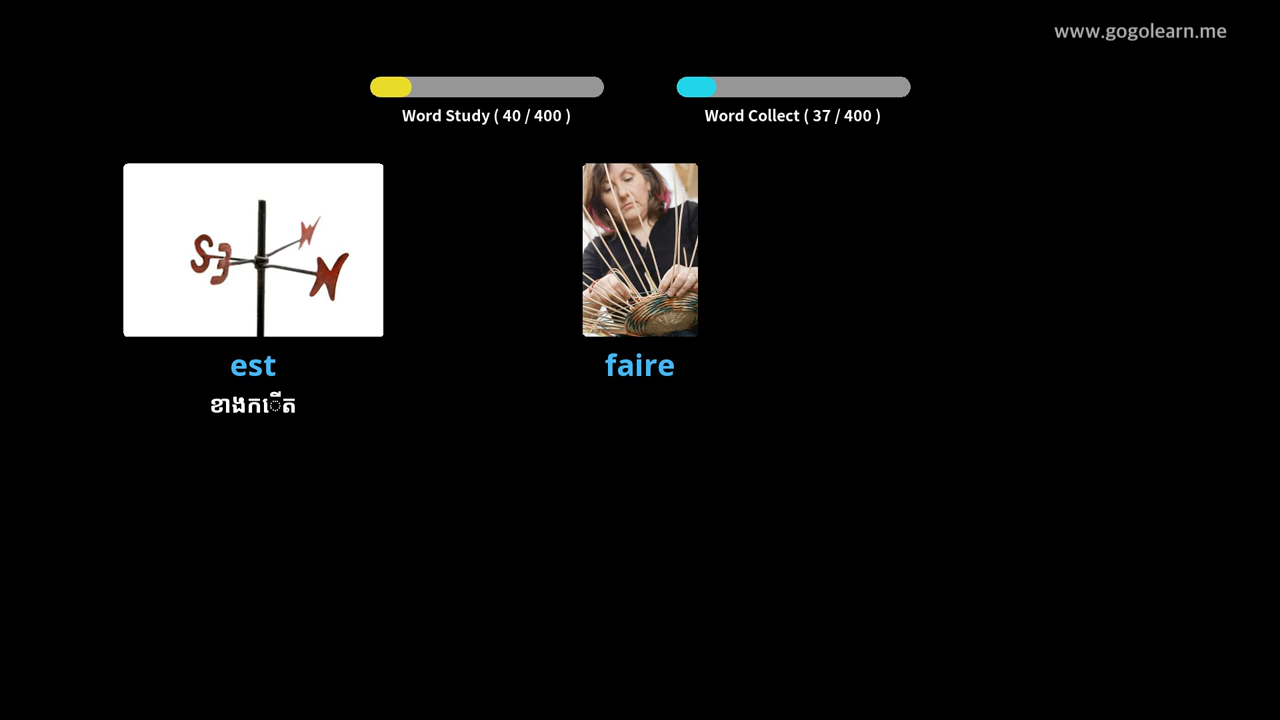 www.gogolearn.me
Word Study ( 40 / 400 )
Word Collect ( 37 / 400 )
S E N N
est
faire
ខាងកើត